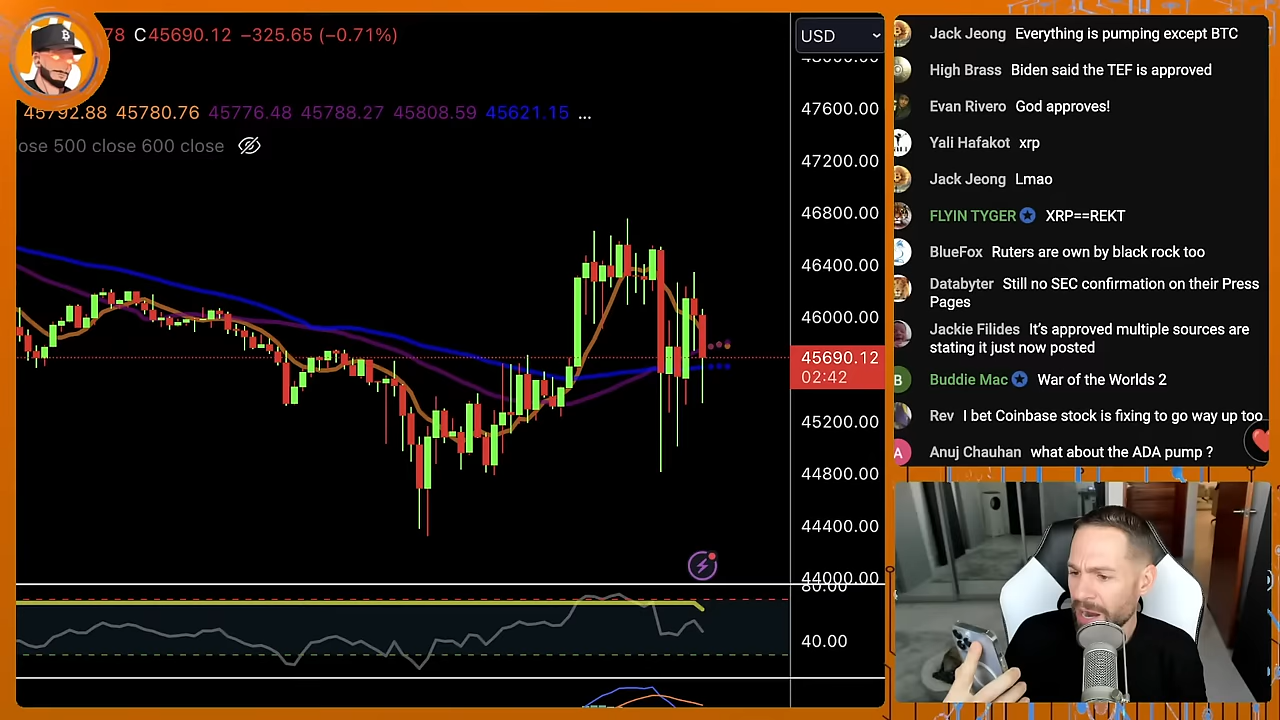 78 C45690.12 −325.65 (−0.71%)
45792.88 45780.76 45776.48 45788.27 45808.59 45621.15 ...
ose 500 close 600 close
USD
47600.00
47200.00
46800.00
46400.00
46000.00
45690.12
02:42
45200.00
44800.00
44400.00
44000.00
80.00
40.00
Jack Jeong Everything is pumping except BTC
High Brass Biden said the TEF is approved
Evan Rivero God approves!
Yali Hafakot xrp
Jack Jeong Lmao
FLYIN TYGER XRP==REKT
BlueFox Ruters are own by black rock too
Databyter Still no SEC confirmation on their Press
Pages
Jackie Filides It's approved multiple sources are
stating it just now posted
B
Buddie Mac War of the Worlds 2
Rev I bet Coinbase stock is fixing to go way up too
A
Anuj Chauhan what about the ADA pump ?